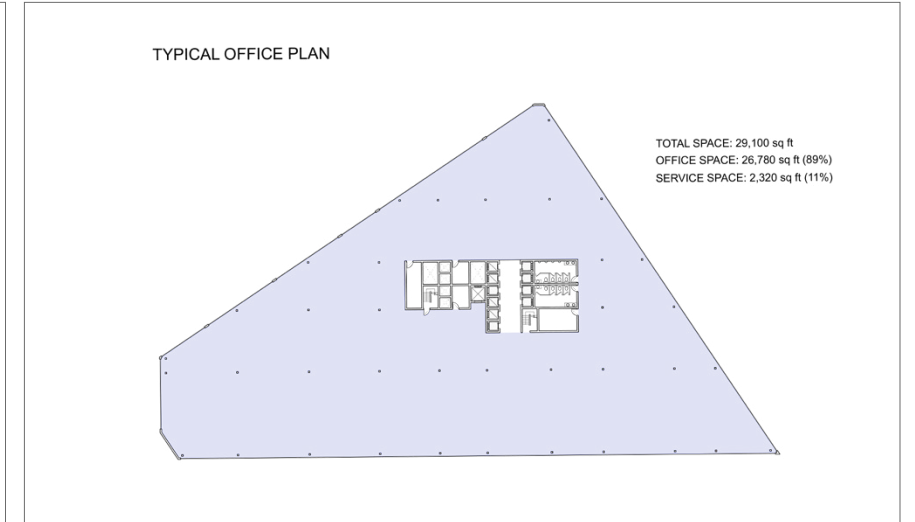 TYPICAL OFFICE PLAN
TOTAL SPACE: 29,100 sq ft
OFFICE SPACE: 26,780 sq ft (89%)
SERVICE SPACE: 2,320 sq ft (11%)